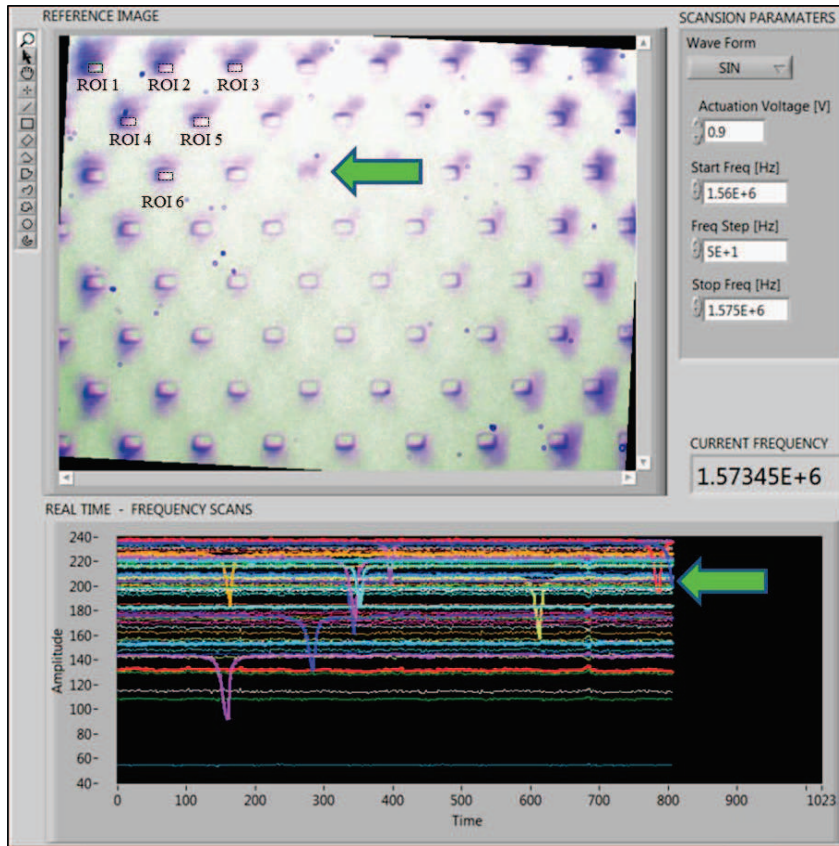 REFERENCE IMAGE
SCANSION PARAMATERS
ROI 1
ROI 2
ROI 3
ROI 4
ROI 5
ROI 6
Wave Form
SIN
Actuation Voltage [V]
0.9
Start Freq [Hz]
1.56E+6
Freq Step [Hz]
5E+1
Stop Freq [Hz]
1.575E+6
CURRENT FREQUENCY
1.57345E+6
REAL TIME - FREQUENCY SCANS
Amplitude
240-
220-
200-
180-
160-
140-
120-
100-
80-
60-
40-
0 100 200 300 400 500 600 700 800 900 1023
Time